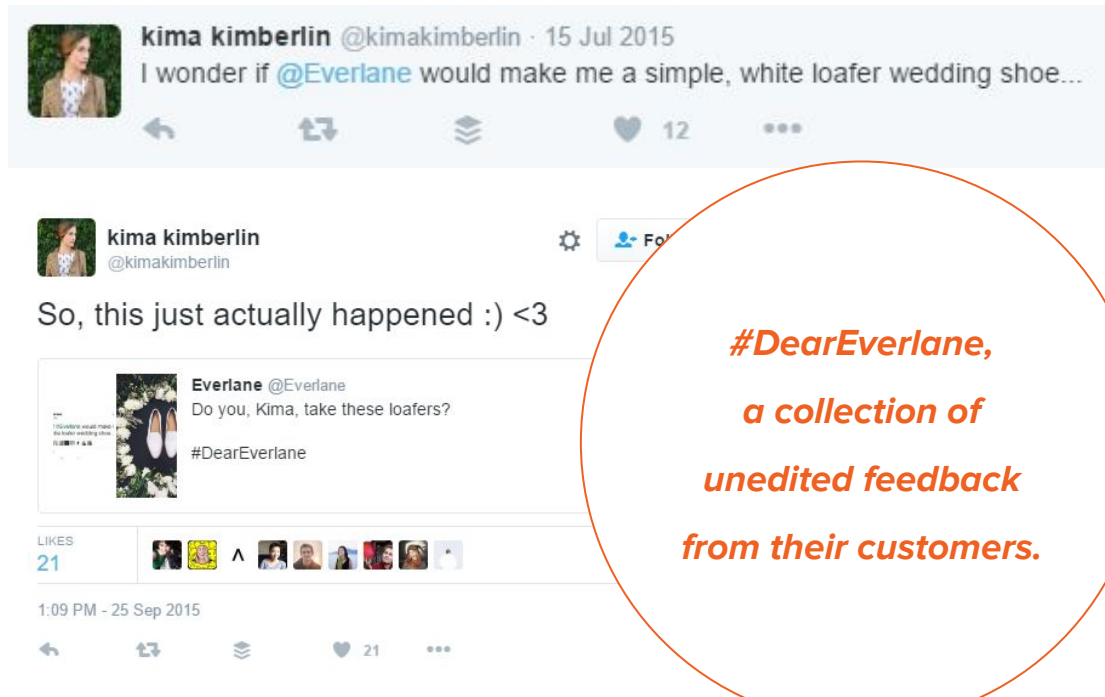 kima kimberlin @kimakimberlin · 15 Jul 2015
I wonder if @Everlane would make me a simple, white loafer wedding shoe...
12
kima kimberlin
@kimakimberlin
Fol
So, this just actually happened :) <3
Everlane @Everlane
Do you, Kima, take these loafers?
#DearEverlane
LIKES
21
1:09 PM - 25 Sep 2015
21
#DearEverlane,
a collection of
unedited feedback
from their customers.